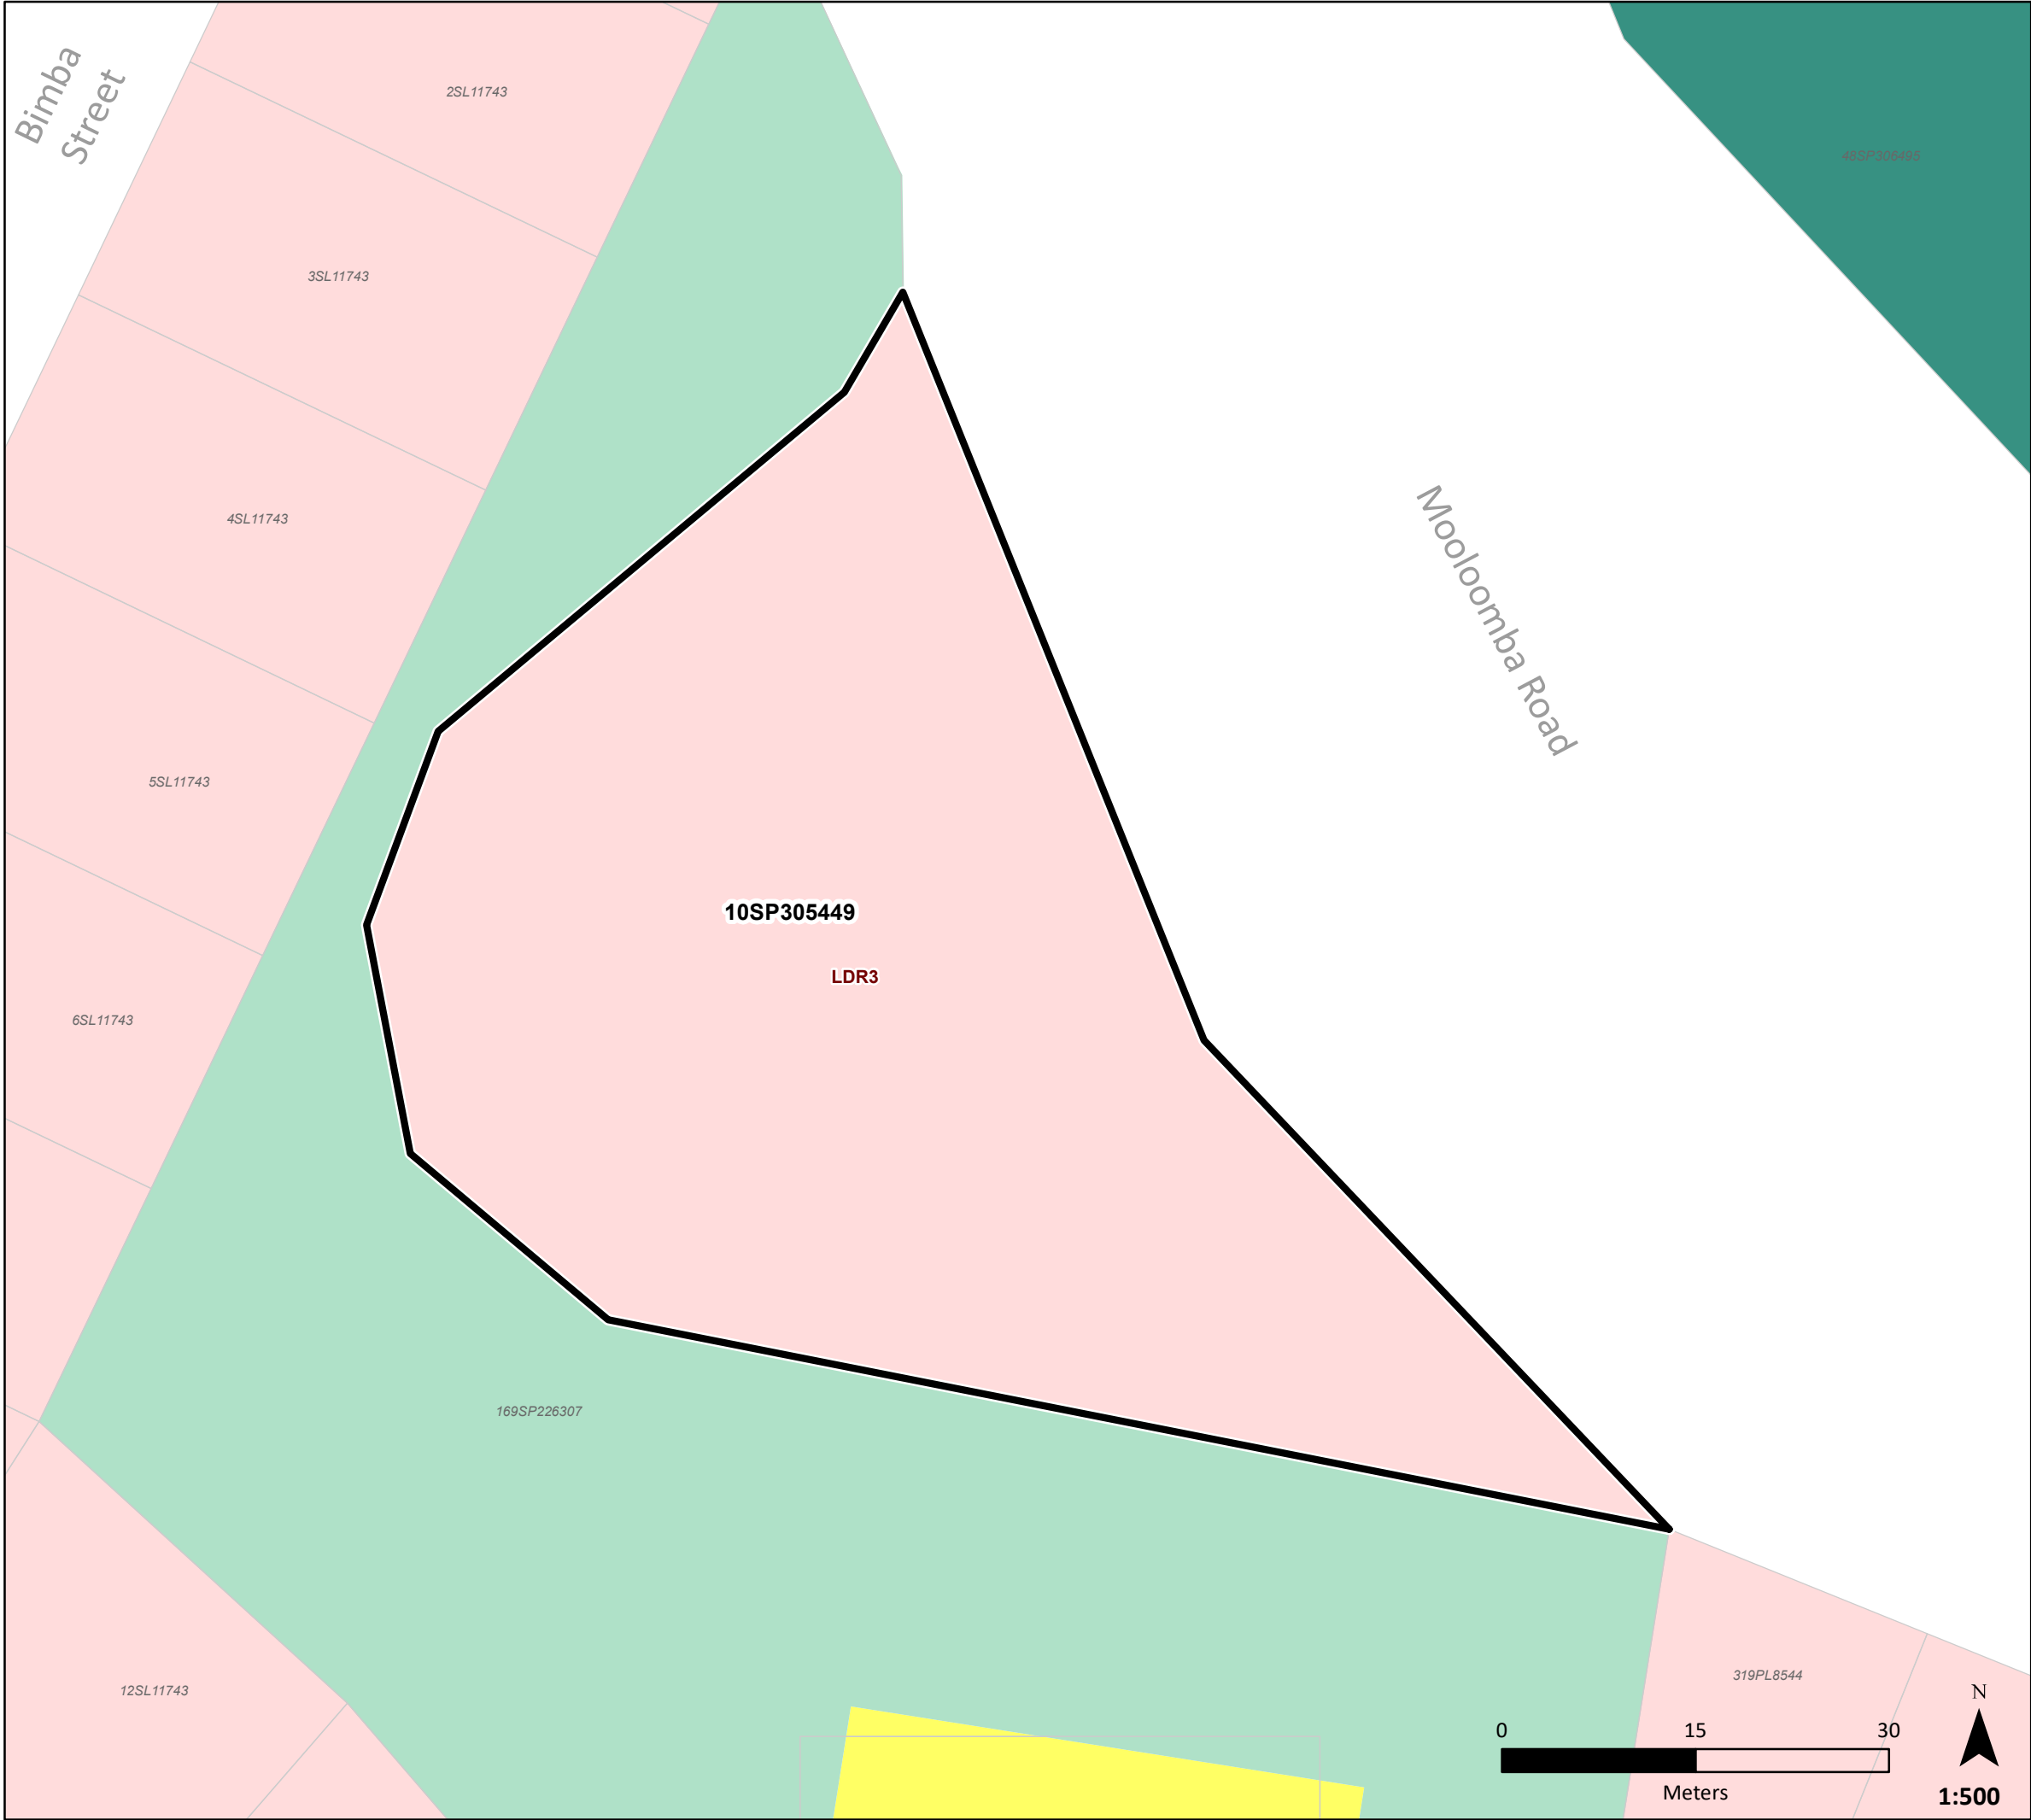 Bimba
Street
2SL11743
48SP306495
3SL11743
4SL11743
Mooloomba Road
5SL11743
10SP305449
LDR3
6SL11743
169SP226307
319PL8544
12SL11743
N
0 15 30
Meters
1:500